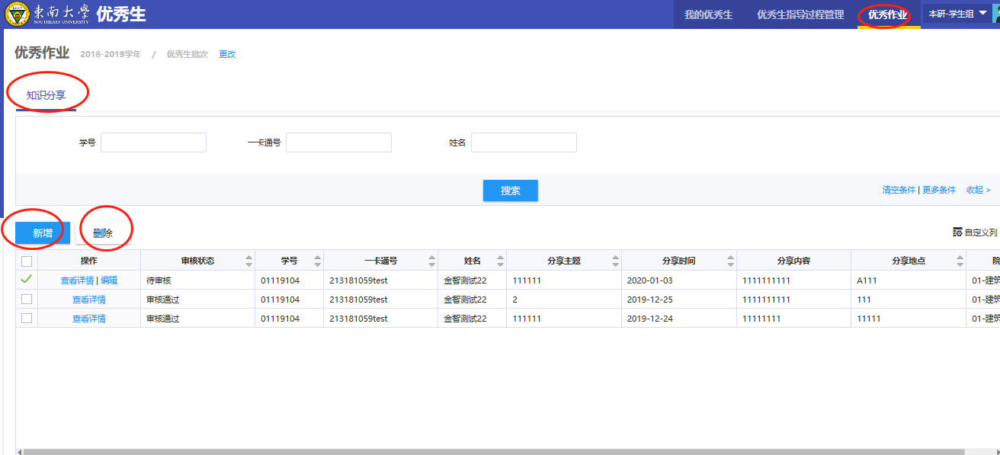 東南大學 优秀生 我的优秀生 优秀生指导过程管理 优秀作业 本研-学生组
SOUTHEAST UNIVERSITY
优秀作业 2018-2019学年 / 优秀生批次 更改
知识分享
学号 一卡通号 姓名
搜索 清空条件 | 更多条件 收起 >
新增 删除 自定义列
操作 审核状态 学号 一卡通号 姓名 分享主题 分享时间 分享内容 分享地点 院
查看详情 | 编辑 待审核 01119104 213181059test 金智测试22 111111 2020-01-03 1111111111 A111 01-建筑
查看详情 审核通过 01119104 213181059test 金智测试22 2 2019-12-25 1111111111 111 01-建筑
查看详情 审核通过 01119104 213181059test 金智测试22 111111 2019-12-24 11111111 11111 01-建筑